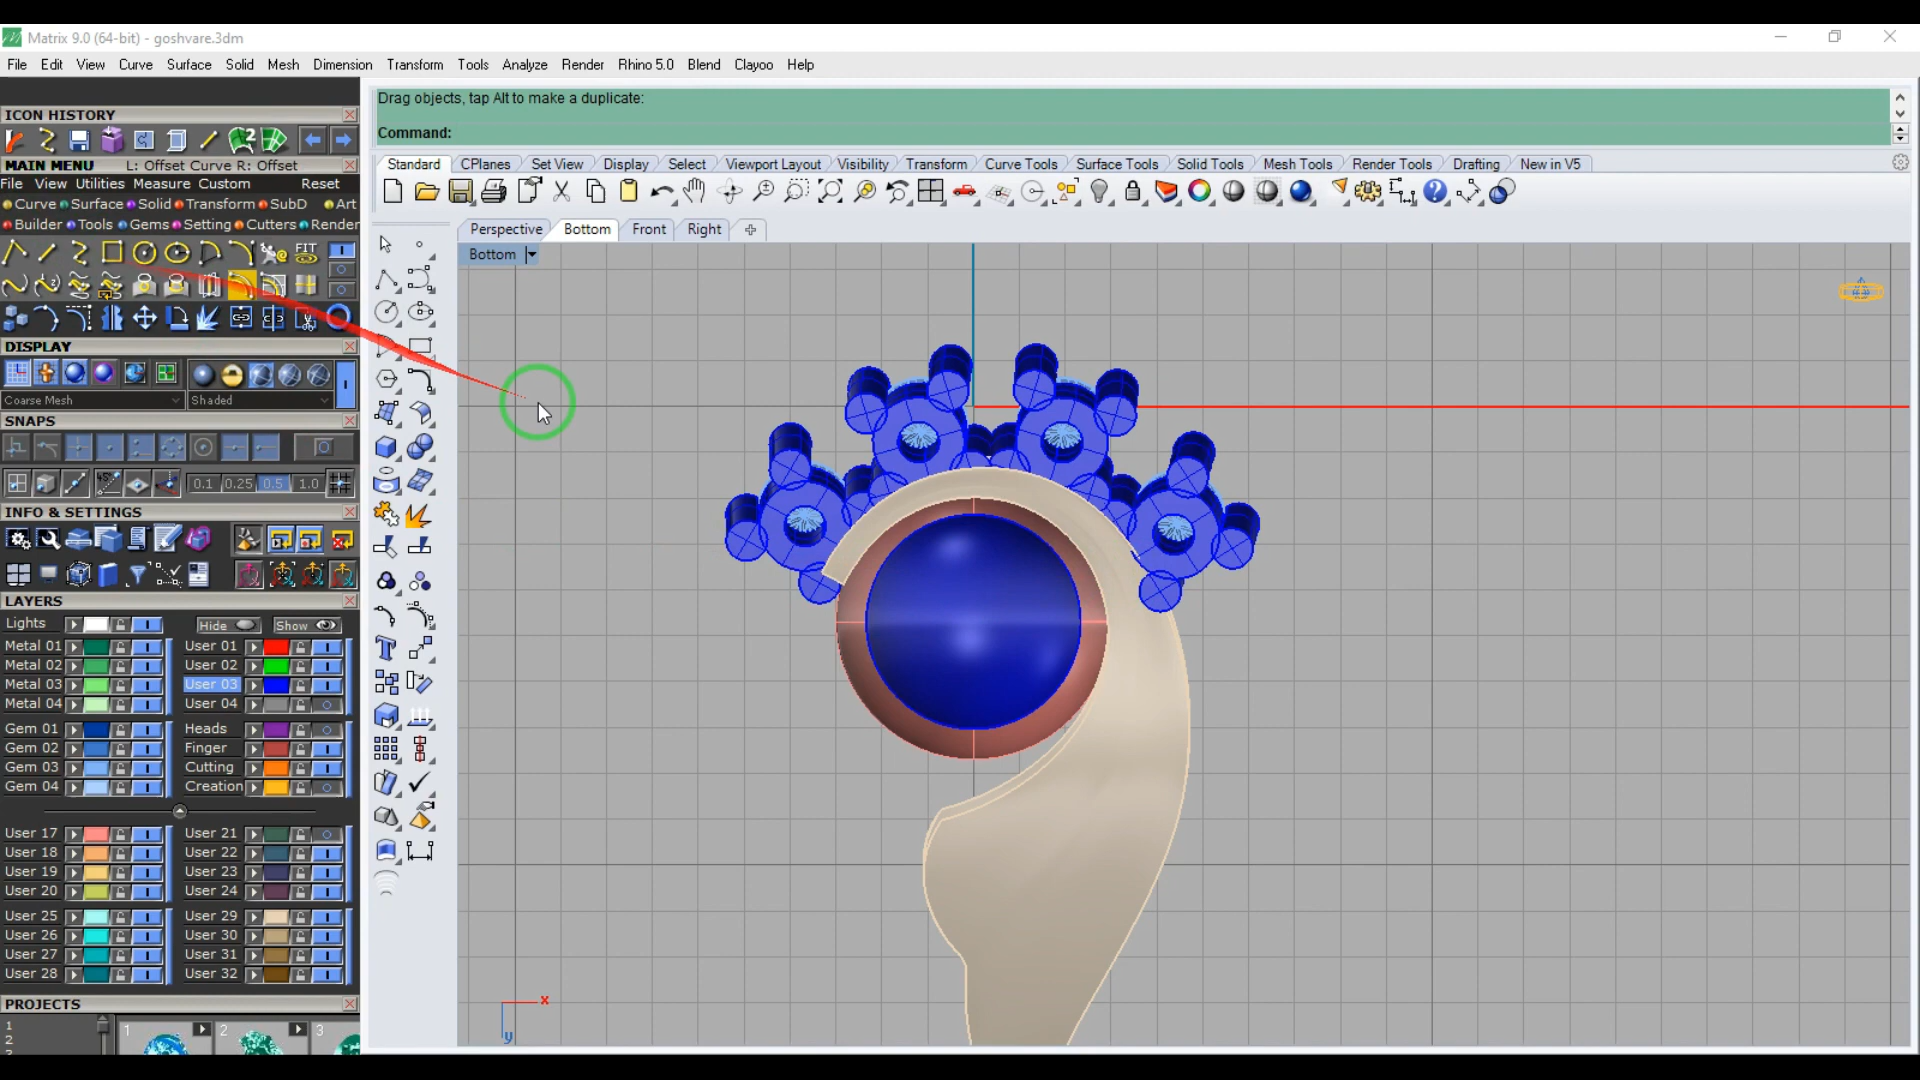 Matrix 9.0 (64-bit) - goshvare.3dm
File Edit View Curve Surface Solid Mesh Dimension Transform Tools Analyze Render Rhino 5.0 Blend Clayoo Help
ICON HISTORY
MAIN MENU L: Offset Curve R: Offset
File View Utilities Measure Custom Reset
Curve Surface Solid Transform SubD Art
Builder Tools Gems Setting Cutters Render
FIT
DISPLAY
Coarse Mesh Shaded
SNAPS
0.1 0.25 0.5 1.0
INFO & SETTINGS
LAYERS
Lights Hide Show
Metal 01 User 01
Metal 02 User 02
Metal 03 User 03
Metal 04 User 04
Gem 01 Heads
Gem 02 Finger
Gem 03 Cutting
Gem 04 Creation
User 17 User 21
User 18 User 22
User 19 User 23
User 20 User 24
User 25 User 29
User 26 User 30
User 27 User 31
User 28 User 32
PROJECTS
1 1 2 3
2
Drag objects, tap Alt to make a duplicate:
Command:
Standard CPlanes Set View Display Select Viewport Layout Visibility Transform Curve Tools Surface Tools Solid Tools Mesh Tools Render Tools Drafting New in V5
Perspective Bottom Front Right
Bottom
x
y